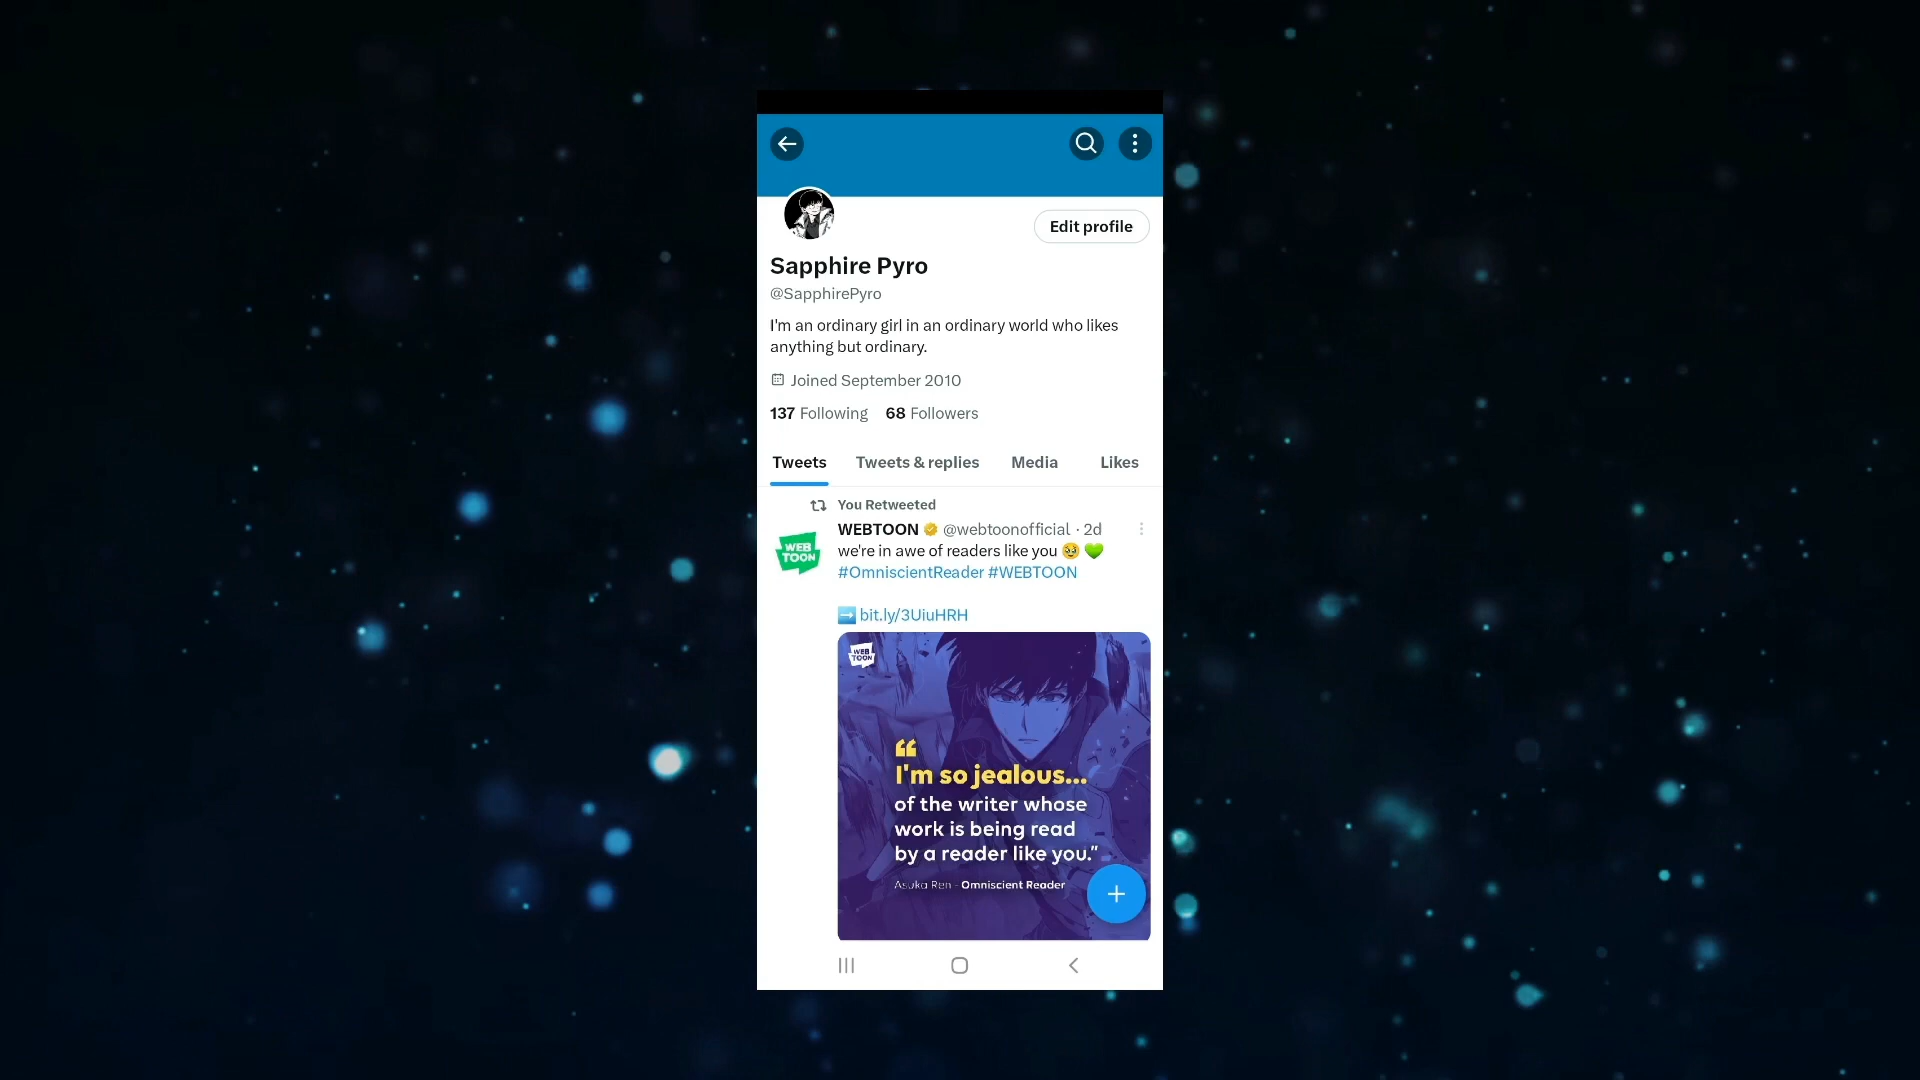 Edit profile
Sapphire Pyro
@SapphirePyro
I'm an ordinary girl in an ordinary world who likes
anything but ordinary.
Joined September 2010
137 Following 68 Followers
Tweets Tweets & replies Media Likes
You Retweeted
WEBTOON @webtoonofficial · 2d
we're in awe of readers like you 🥹 💚
#OmniscientReader #WEBTOON
WEB
TOON
➡️ bit.ly/3UiuHRH
WEB
TOON
“
I'm so jealous...
of the writer whose
work is being read
by a reader like you."
Asuka Ren - Omniscient Reader